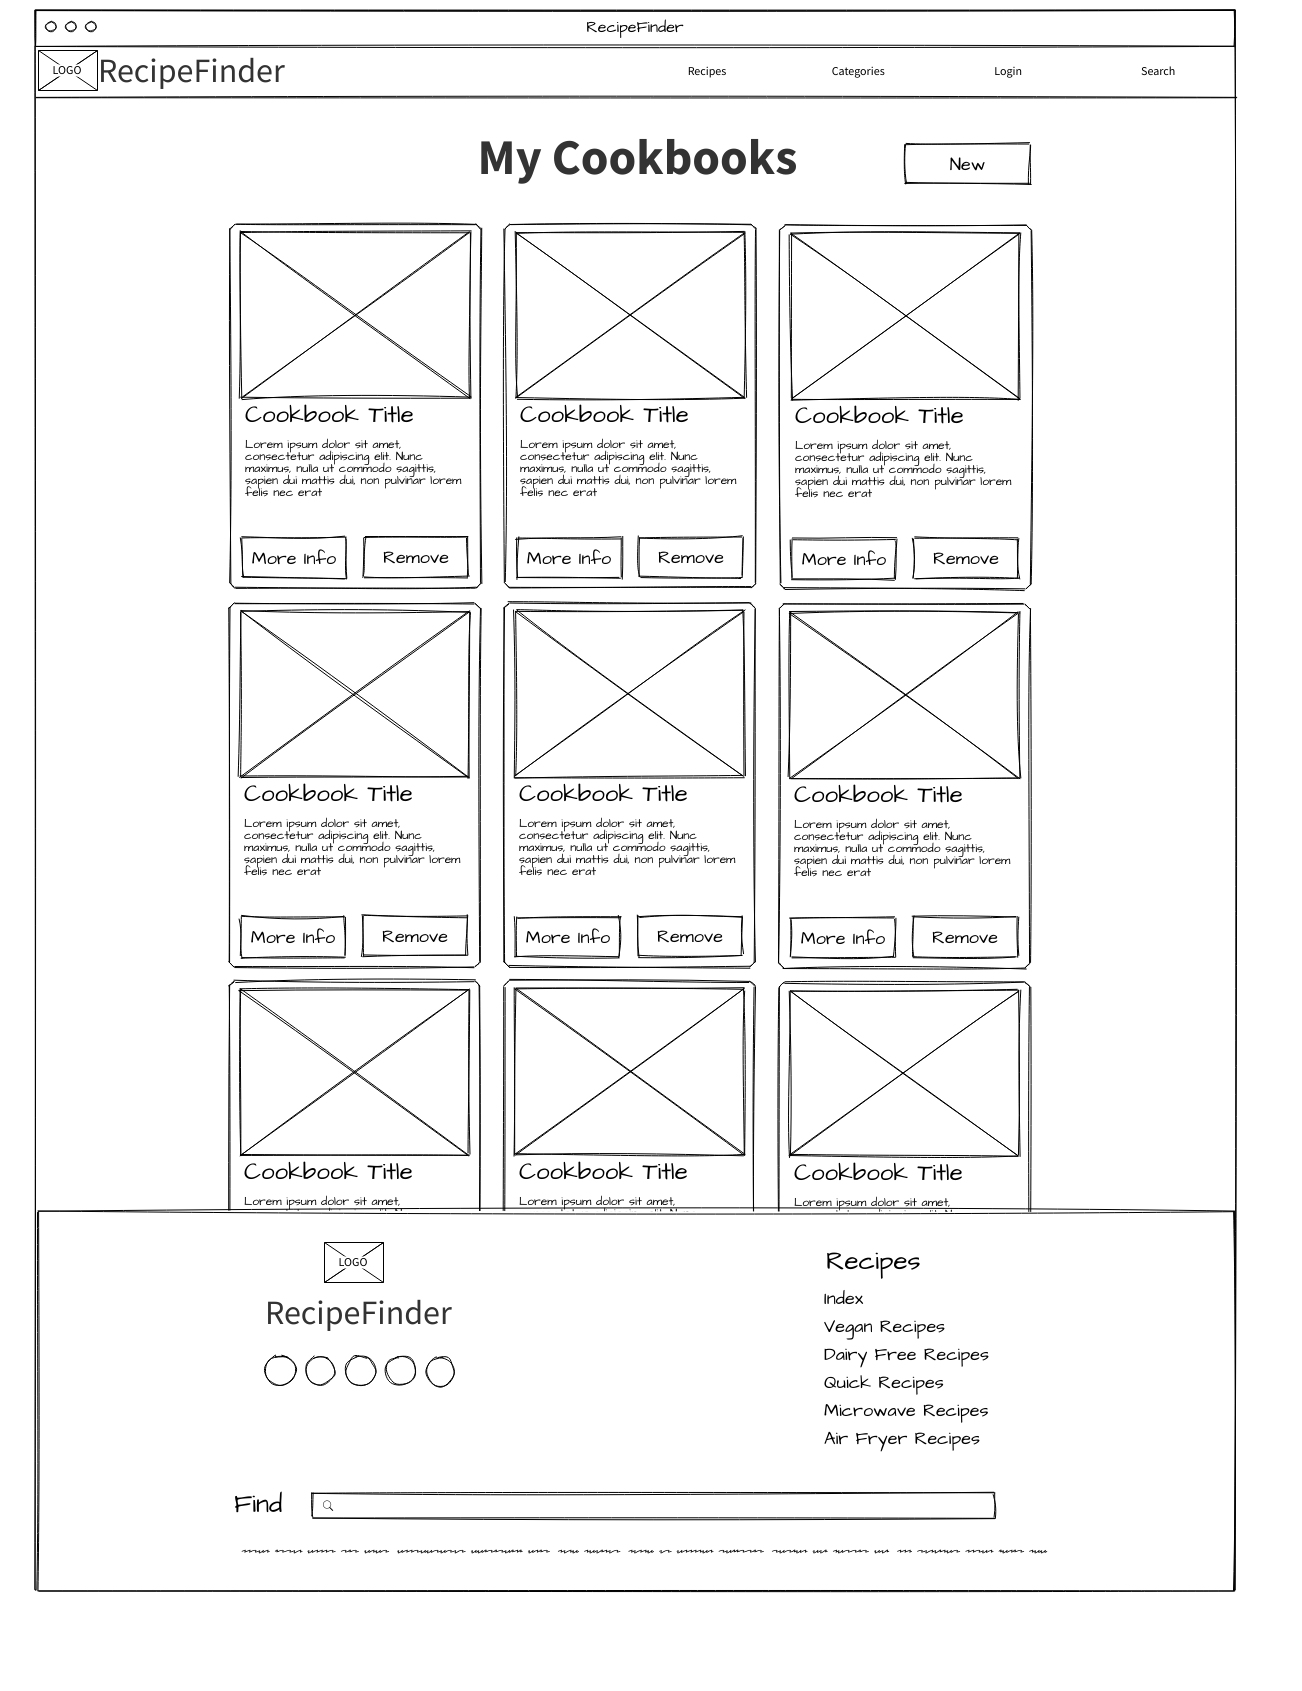 RecipeFinder
LOGO
RecipeFinder
Recipes
Categories
Login
Search
My Cookbooks
New
Cookbook Title
Lorem ipsum dolor sit amet,
consectetur adipiscing elit. Nunc
maximus, nulla ut commodo sagittis,
sapien dui mattis dui, non pulvinar lorem
felis nec erat
More Info
Remove
Cookbook Title
Lorem ipsum dolor sit amet,
consectetur adipiscing elit. Nunc
maximus, nulla ut commodo sagittis,
sapien dui mattis dui, non pulvinar lorem
felis nec erat
More Info
Remove
Cookbook Title
Lorem ipsum dolor sit amet,
consectetur adipiscing elit. Nunc
maximus, nulla ut commodo sagittis,
sapien dui mattis dui, non pulvinar lorem
felis nec erat
More Info
Remove
Cookbook Title
Lorem ipsum dolor sit amet,
consectetur adipiscing elit. Nunc
maximus, nulla ut commodo sagittis,
sapien dui mattis dui, non pulvinar lorem
felis nec erat
More Info
Remove
Cookbook Title
Lorem ipsum dolor sit amet,
consectetur adipiscing elit. Nunc
maximus, nulla ut commodo sagittis,
sapien dui mattis dui, non pulvinar lorem
felis nec erat
More Info
Remove
Cookbook Title
Lorem ipsum dolor sit amet,
consectetur adipiscing elit. Nunc
maximus, nulla ut commodo sagittis,
sapien dui mattis dui, non pulvinar lorem
felis nec erat
More Info
Remove
Cookbook Title
Lorem ipsum dolor sit amet,
Cookbook Title
Lorem ipsum dolor sit amet,
Cookbook Title
Lorem ipsum dolor sit amet,
LOGO
RecipeFinder
Recipes
Index
Vegan Recipes
Dairy Free Recipes
Quick Recipes
Microwave Recipes
Air Fryer Recipes
Find